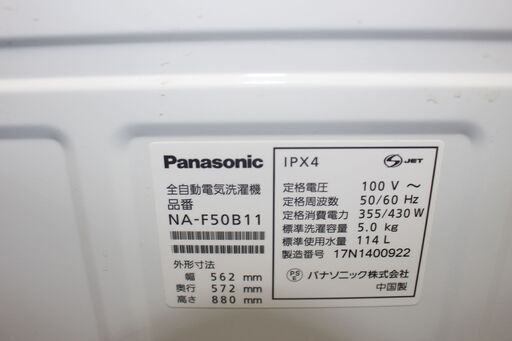 Panasonic
全自動電気洗濯機
品番
NA-F50B11
外形寸法
幅 562 mm
奥行 572 mm
高さ 880 mm
IPX4
S JET
定格電圧 100 V ～
定格周波数 50/60 Hz
定格消費電力 355/430 W
標準洗濯容量 5.0 kg
標準使用水量 114 L
製造番号 17N1400922
PS E パナソニック株式会社
中国製